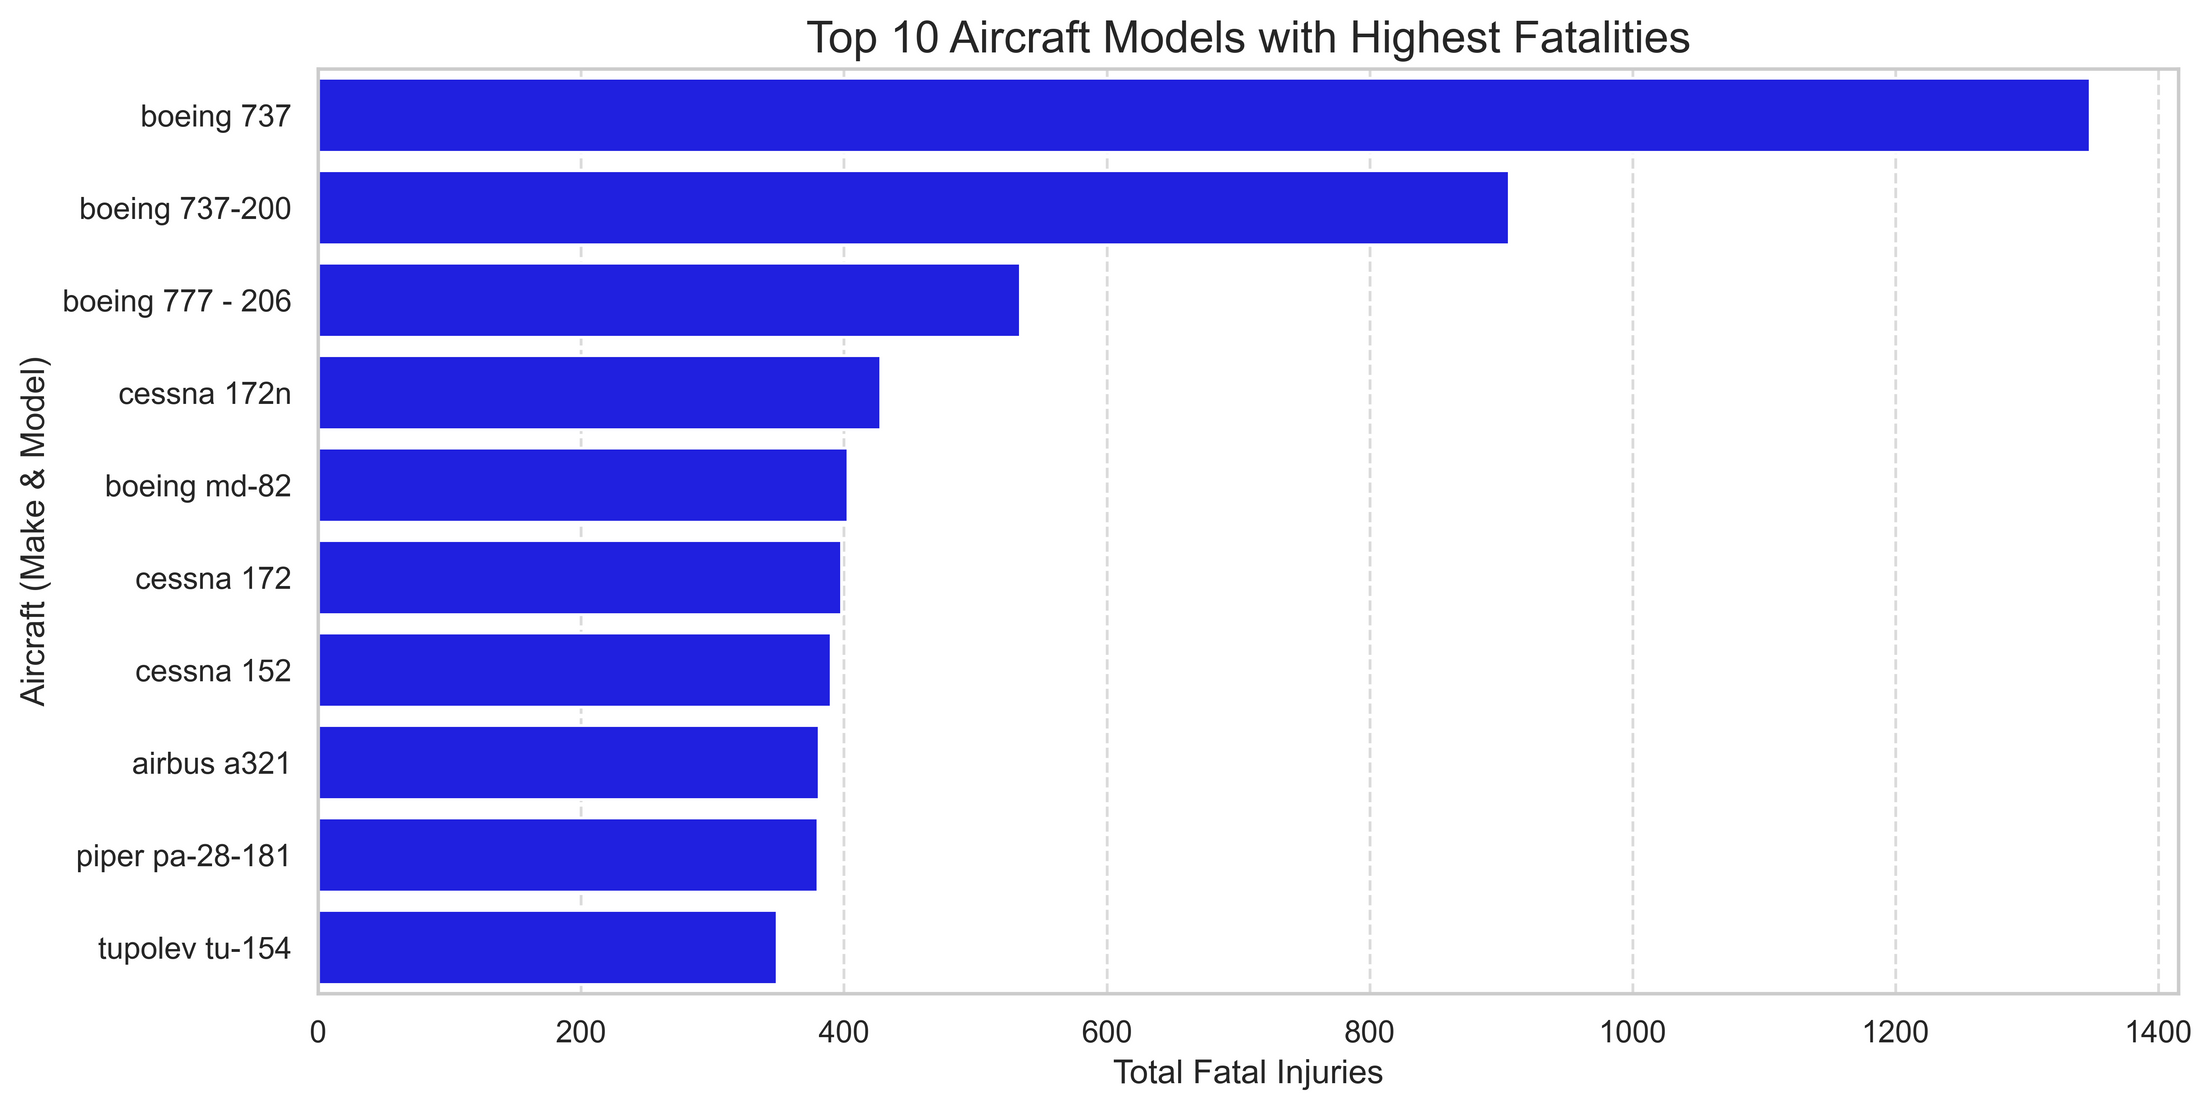 Top 10 Aircraft Models with Highest Fatalities
Aircraft (Make & Model)
boeing 737
boeing 737-200
boeing 777 - 206
cessna 172n
boeing md-82
cessna 172
cessna 152
airbus a321
piper pa-28-181
tupolev tu-154
0 200 400 600 800 1000 1200 1400
Total Fatal Injuries